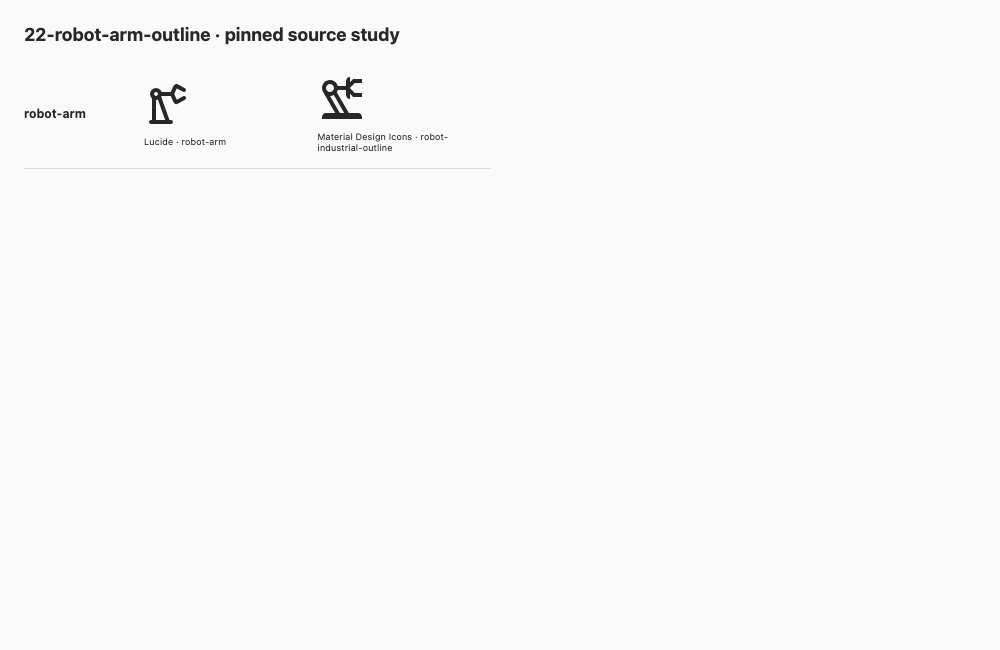 22-robot-arm-outline · pinned source study
robot-arm
Lucide · robot-arm
Material Design Icons · robot-
industrial-outline